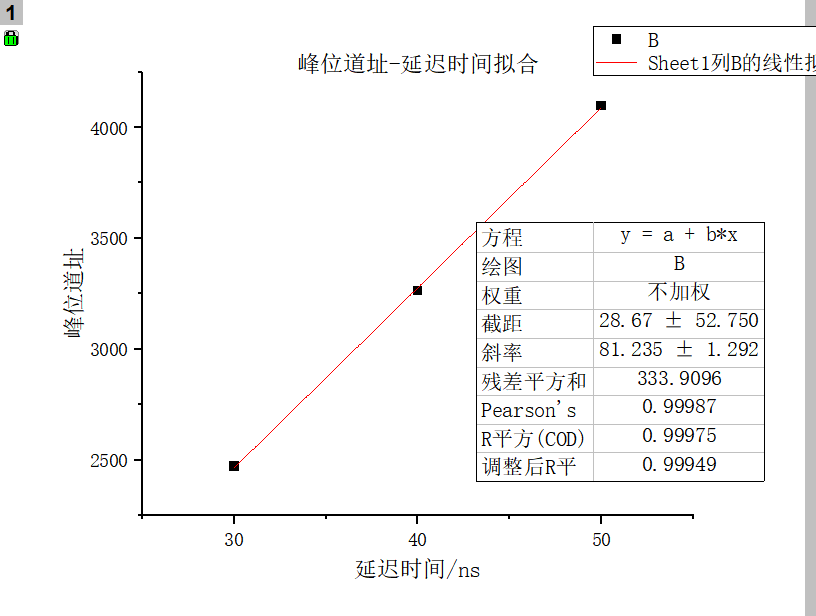 1
峰位道址-延迟时间拟合
B
Sheet1列B的线性拟
4000
3500
3000
2500
峰位道址
30
40
50
延迟时间/ns
方程 y = a + b*x
绘图 B
权重 不加权
截距 28.67 ± 52.750
斜率 81.235 ± 1.292
残差平方和 333.9096
Pearson's 0.99987
R平方(COD) 0.99975
调整后R平 0.99949